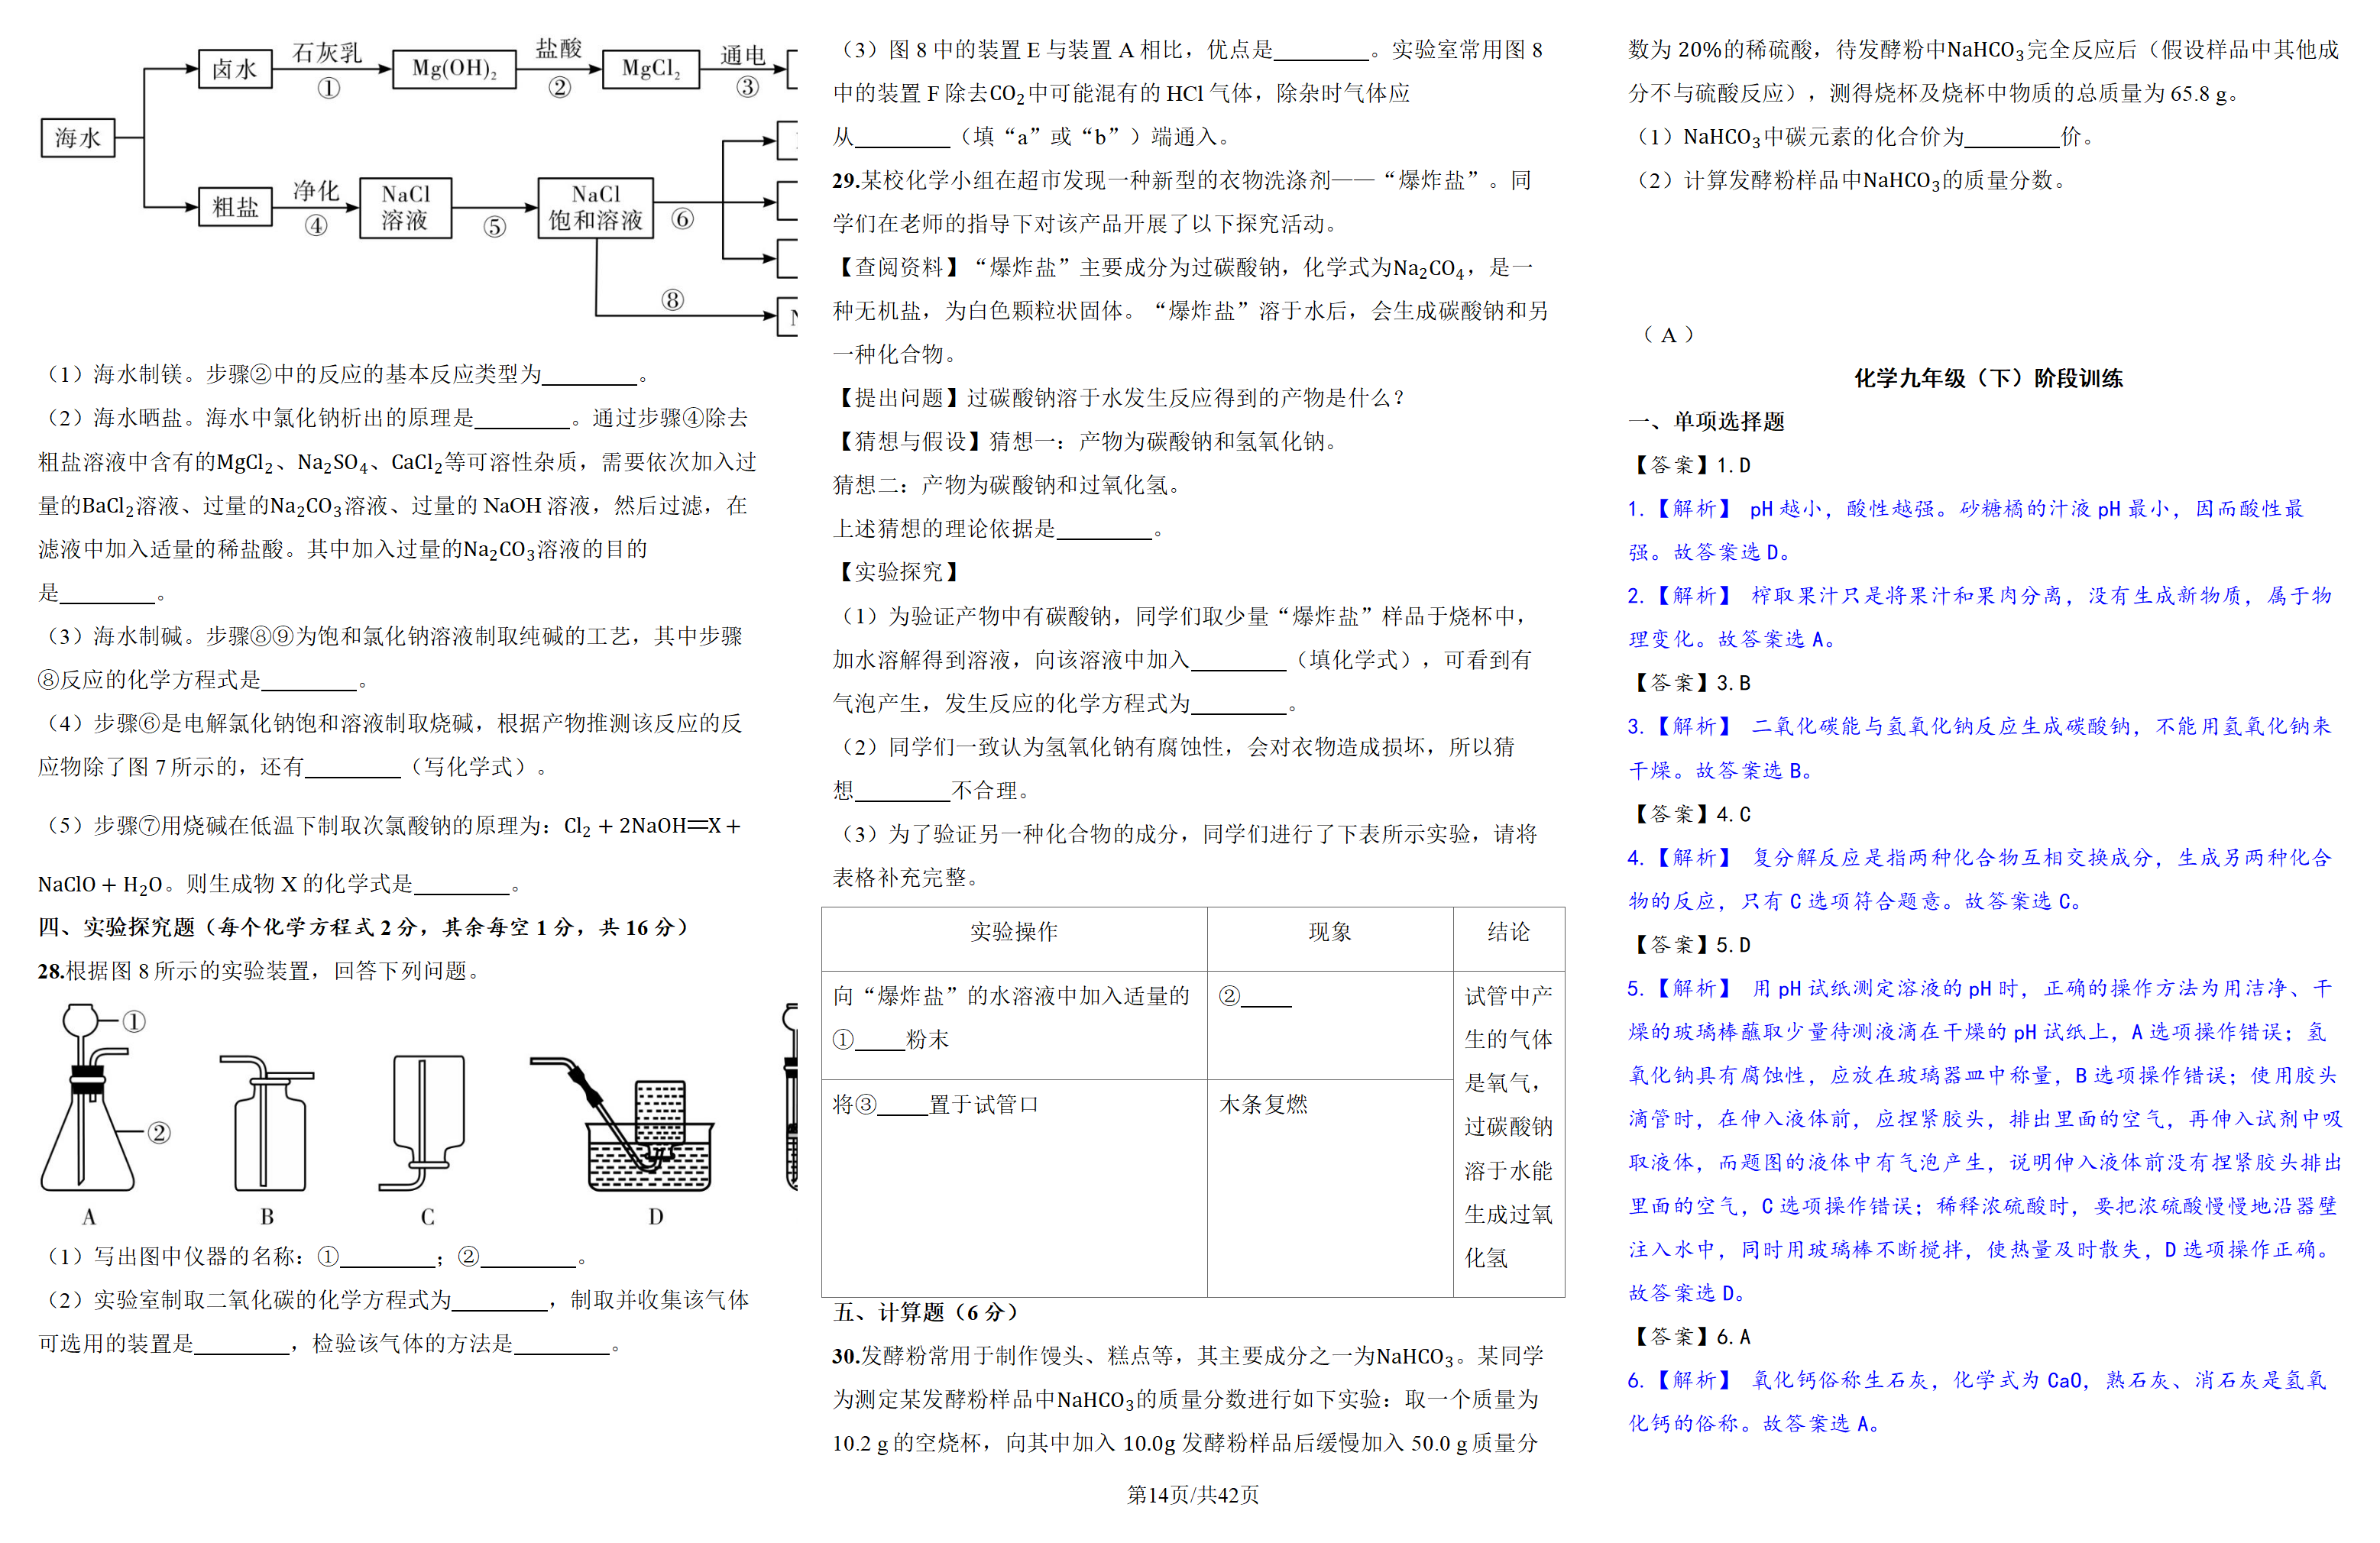 卤水
石灰乳
①
Mg(OH)₂
盐酸
②
MgCl₂
通电
③
海水
粗盐
净化
④
NaCl
溶液
⑤
NaCl
饱和溶液
⑥
⑧
（1）海水制镁。步骤②中的反应的基本反应类型为________。
（2）海水晒盐。海水中氯化钠析出的原理是________。通过步骤④除去
粗盐溶液中含有的MgCl₂、Na₂SO₄、CaCl₂等可溶性杂质，需要依次加入过
量的BaCl₂溶液、过量的Na₂CO₃溶液、过量的 NaOH 溶液，然后过滤，在
滤液中加入适量的稀盐酸。其中加入过量的Na₂CO₃溶液的目的
是________。
（3）海水制碱。步骤⑧⑨为饱和氯化钠溶液制取纯碱的工艺，其中步骤
⑧反应的化学方程式是________。
（4）步骤⑥是电解氯化钠饱和溶液制取烧碱，根据产物推测该反应的反
应物除了图 7 所示的，还有________（写化学式）。
（5）步骤⑦用烧碱在低温下制取次氯酸钠的原理为：Cl₂ + 2NaOH═X +
NaClO + H₂O。则生成物 X 的化学式是________。
四、实验探究题（每个化学方程式 2 分，其余每空 1 分，共 16 分）
28.根据图 8 所示的实验装置，回答下列问题。
①
②
A
B
C
D
（1）写出图中仪器的名称：①________；②________。
（2）实验室制取二氧化碳的化学方程式为________，制取并收集该气体
可选用的装置是________，检验该气体的方法是________。
（3）图 8 中的装置 E 与装置 A 相比，优点是________。实验室常用图 8
中的装置 F 除去CO₂中可能混有的 HCl 气体，除杂时气体应
从________（填“a”或“b”）端通入。
29.某校化学小组在超市发现一种新型的衣物洗涤剂——“爆炸盐”。同
学们在老师的指导下对该产品开展了以下探究活动。
【查阅资料】“爆炸盐”主要成分为过碳酸钠，化学式为Na₂CO₄，是一
种无机盐，为白色颗粒状固体。“爆炸盐”溶于水后，会生成碳酸钠和另
一种化合物。
【提出问题】过碳酸钠溶于水发生反应得到的产物是什么？
【猜想与假设】猜想一：产物为碳酸钠和氢氧化钠。
猜想二：产物为碳酸钠和过氧化氢。
上述猜想的理论依据是________。
【实验探究】
（1）为验证产物中有碳酸钠，同学们取少量“爆炸盐”样品于烧杯中，
加水溶解得到溶液，向该溶液中加入________（填化学式），可看到有
气泡产生，发生反应的化学方程式为________。
（2）同学们一致认为氢氧化钠有腐蚀性，会对衣物造成损坏，所以猜
想________不合理。
（3）为了验证另一种化合物的成分，同学们进行了下表所示实验，请将
表格补充完整。
实验操作
现象
结论
向“爆炸盐”的水溶液中加入适量的
①____粉末
②____
试管中产
生的气体
是氧气，
过碳酸钠
溶于水能
生成过氧
化氢
将③____置于试管口
木条复燃
五、计算题（6 分）
30.发酵粉常用于制作馒头、糕点等，其主要成分之一为NaHCO₃。某同学
为测定某发酵粉样品中NaHCO₃的质量分数进行如下实验：取一个质量为
10.2 g 的空烧杯，向其中加入 10.0g 发酵粉样品后缓慢加入 50.0 g 质量分
数为 20%的稀硫酸，待发酵粉中NaHCO₃完全反应后（假设样品中其他成
分不与硫酸反应），测得烧杯及烧杯中物质的总质量为 65.8 g。
（1）NaHCO₃中碳元素的化合价为________价。
（2）计算发酵粉样品中NaHCO₃的质量分数。
（ A ）
化学九年级（下）阶段训练
一、单项选择题
【答案】1.D
1.【解析】 pH 越小，酸性越强。砂糖橘的汁液 pH 最小，因而酸性最
强。故答案选 D。
2.【解析】 榨取果汁只是将果汁和果肉分离，没有生成新物质，属于物
理变化。故答案选 A。
【答案】3.B
3.【解析】 二氧化碳能与氢氧化钠反应生成碳酸钠，不能用氢氧化钠来
干燥。故答案选 B。
【答案】4.C
4.【解析】 复分解反应是指两种化合物互相交换成分，生成另两种化合
物的反应，只有 C 选项符合题意。故答案选 C。
【答案】5.D
5.【解析】 用 pH 试纸测定溶液的 pH 时，正确的操作方法为用洁净、干
燥的玻璃棒蘸取少量待测液滴在干燥的 pH 试纸上，A 选项操作错误；氢
氧化钠具有腐蚀性，应放在玻璃器皿中称量，B 选项操作错误；使用胶头
滴管时，在伸入液体前，应捏紧胶头，排出里面的空气，再伸入试剂中吸
取液体，而题图的液体中有气泡产生，说明伸入液体前没有捏紧胶头排出
里面的空气，C 选项操作错误；稀释浓硫酸时，要把浓硫酸慢慢地沿器壁
注入水中，同时用玻璃棒不断搅拌，使热量及时散失，D 选项操作正确。
故答案选 D。
【答案】6.A
6.【解析】 氧化钙俗称生石灰，化学式为 CaO，熟石灰、消石灰是氢氧
化钙的俗称。故答案选 A。
第14页/共42页